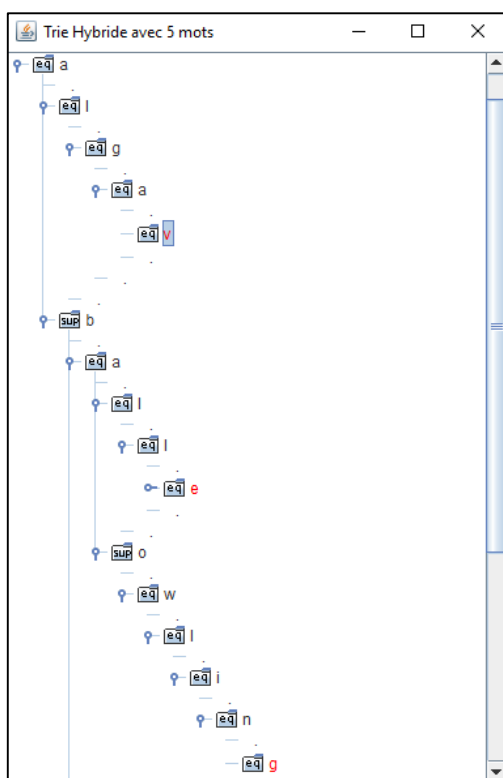 Trie Hybride avec 5 mots
eq a
.
eq l
.
eq g
.
eq a
.
eq v
.
.
.
sup b
.
eq a
.
eq l
.
eq l
.
eq e
.
.
sup o
.
eq w
.
eq l
.
eq i
.
eq n
.
eq g